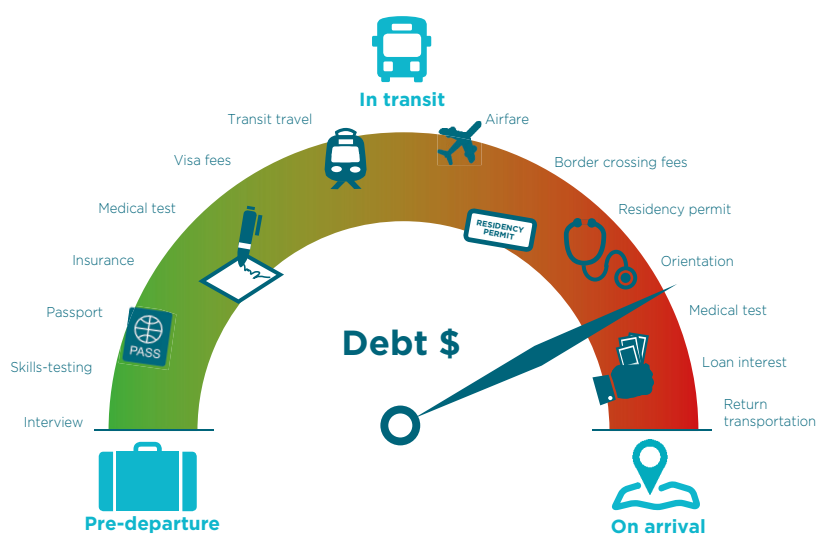 In transit
Transit travel
Airfare
Visa fees
Border crossing fees
Medical test
Residency permit
RESIDENCY
PERMIT
Insurance
Orientation
Passport
Medical test
PASS
Debt $
Skills-testing
Loan interest
Interview
Return
transportation
Pre-departure
On arrival